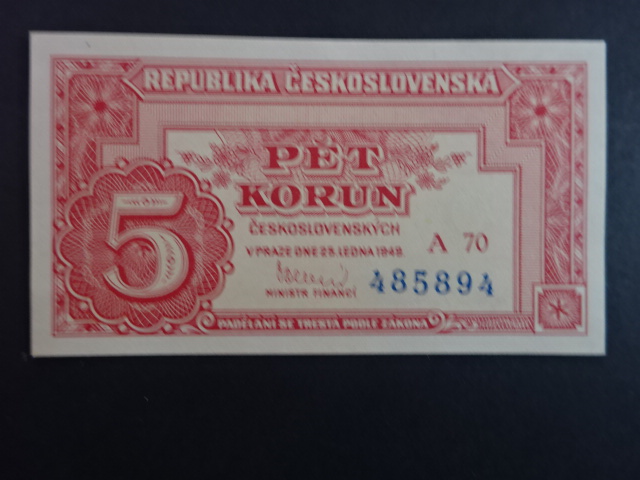 REPUBLIKA ČESKOSLOVENSKÁ
PĚT
KORUN
ČESKOSLOVENSKÝCH
V PRAZE DNE 25. LEDNA 1949.
A 70
MINISTR FINANCÍ
485894
5
PADĚLÁNÍ SE TRESTÁ PODLE ZÁKONA